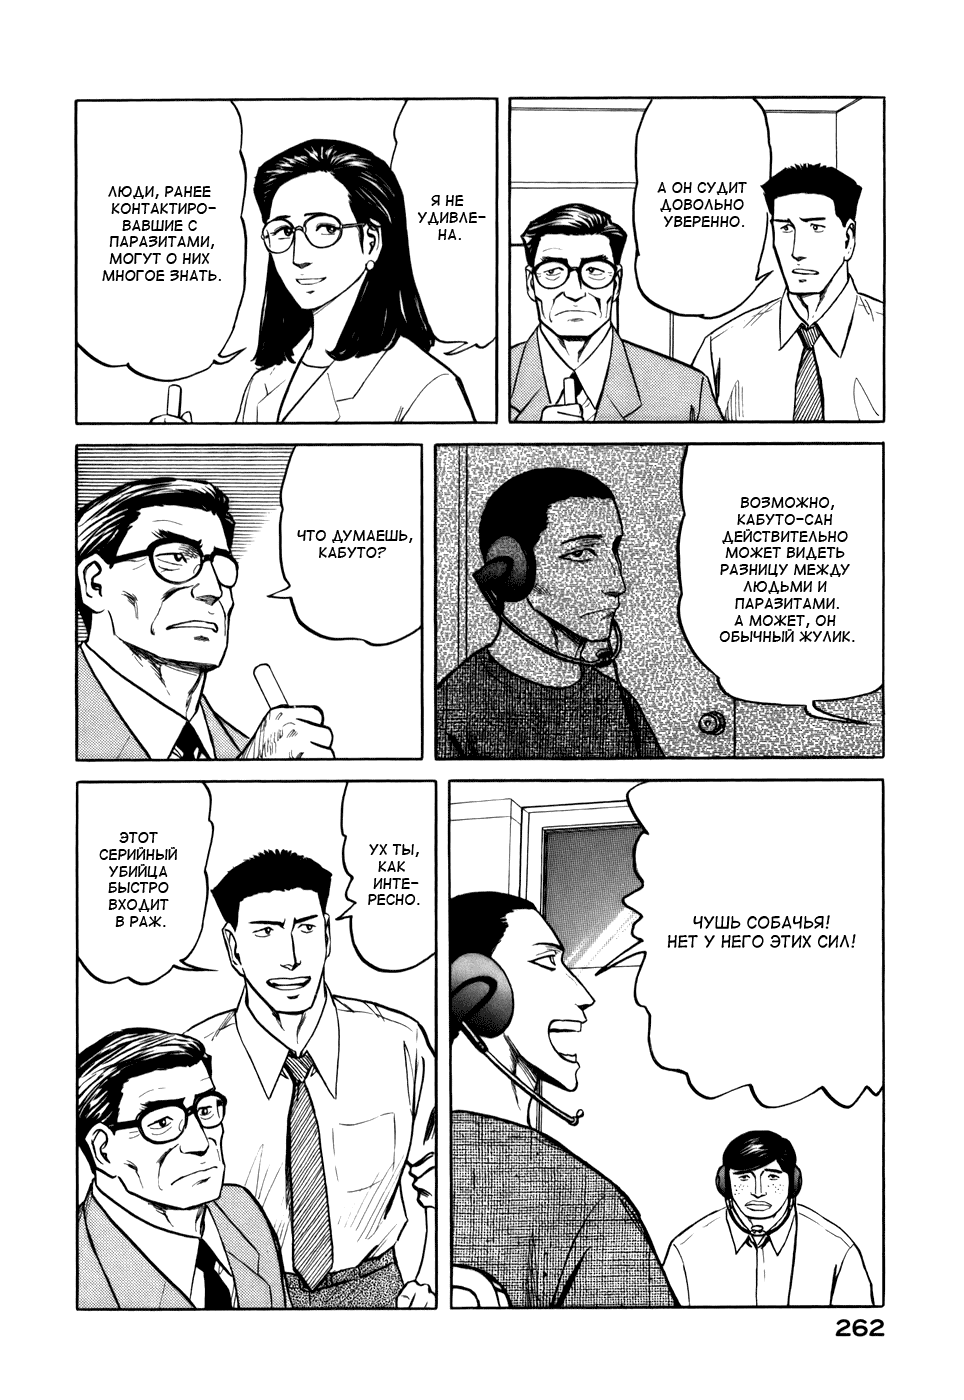 А ОН СУДИТ
ДОВОЛЬНО
УВЕРЕННО.
Я НЕ
УДИВЛЕ-
НА.
ЛЮДИ, РАНЕЕ
КОНТАКТИРО-
ВАВШИЕ С
ПАРАЗИТАМИ,
МОГУТ О НИХ
МНОГОЕ ЗНАТЬ.
ВОЗМОЖНО,
КАБУТО-САН
ДЕЙСТВИТЕЛЬНО
МОЖЕТ ВИДЕТЬ
РАЗНИЦУ МЕЖДУ
ЛЮДЬМИ И
ПАРАЗИТАМИ.
А МОЖЕТ, ОН
ОБЫЧНЫЙ ЖУЛИК.
ЧТО ДУМАЕШЬ,
КАБУТО?
ЧУШЬ СОБАЧЬЯ!
НЕТ У НЕГО ЭТИХ СИЛ!
УХ ТЫ,
КАК
ИНТЕ-
РЕСНО.
ЭТОТ
СЕРИЙНЫЙ
УБИЙЦА
БЫСТРО
ВХОДИТ
В РАЖ.
262